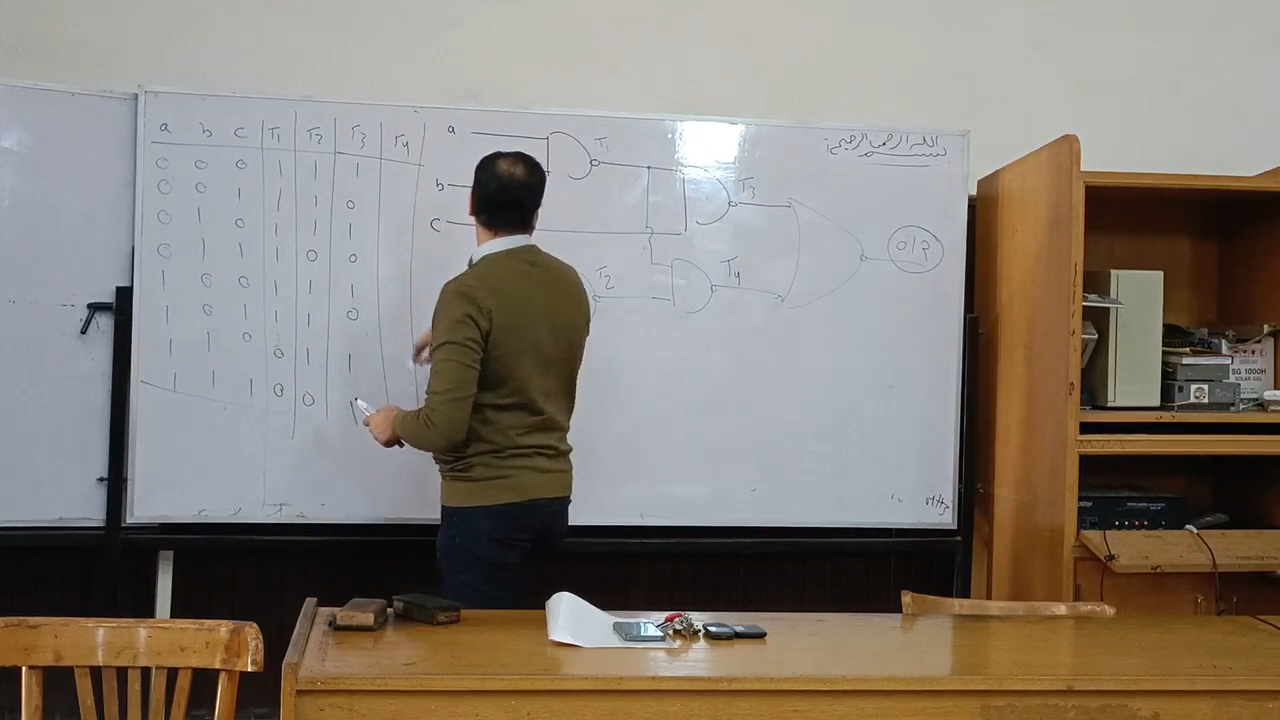 a b c T1 T2 T3 T4
0 0 0 1 1 1
0 0 1 1 1 0
0 1 0 1 1 1
0 1 1 1 0 0
1 0 0 1 1 1
1 0 1 1 1 0
1 1 0 0 1 1
1 1 1 0 0 1
بسم الله الرحمن الرحيم
a
T1
b
T3
c
O/P
T2
T4
MHz
SG 1000H
SOLAR GEL